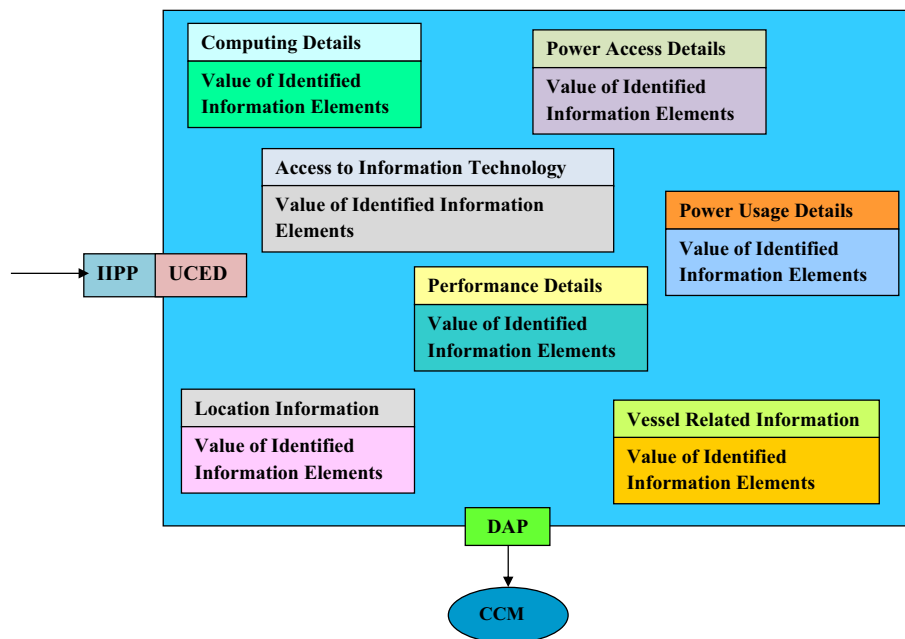 Computing Details
Value of Identified
Information Elements
Power Access Details
Value of Identified
Information Elements
Access to Information Technology
Value of Identified Information
Elements
Power Usage Details
Value of Identified
Information Elements
IIPP
UCED
Performance Details
Value of Identified
Information Elements
Location Information
Value of Identified
Information Elements
Vessel Related Information
Value of Identified
Information Elements
DAP
CCM